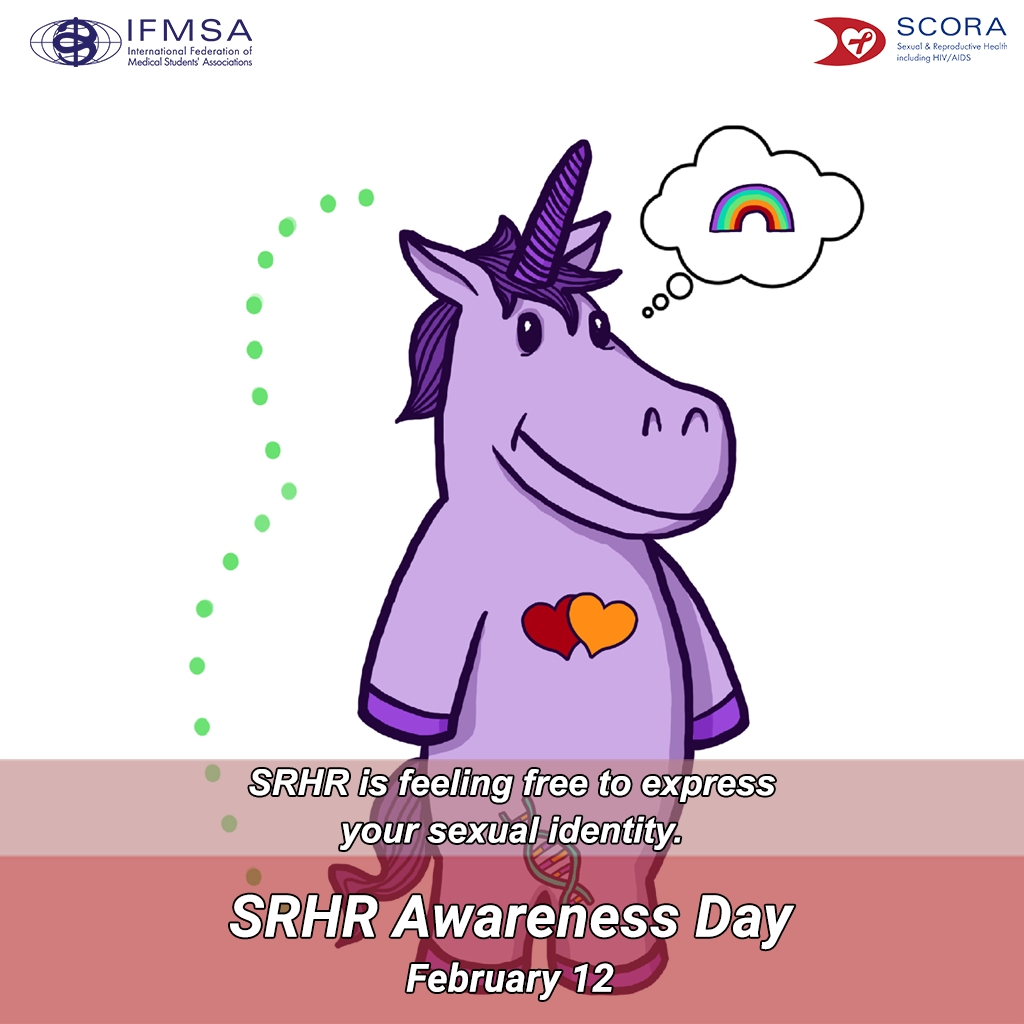 IFMSA
International Federation of
Medical Students' Associations
SCORA
Sexual & Reproductive Health
including HIV/AIDS
SRHR is feeling free to express
your sexual identity.
SRHR Awareness Day
February 12